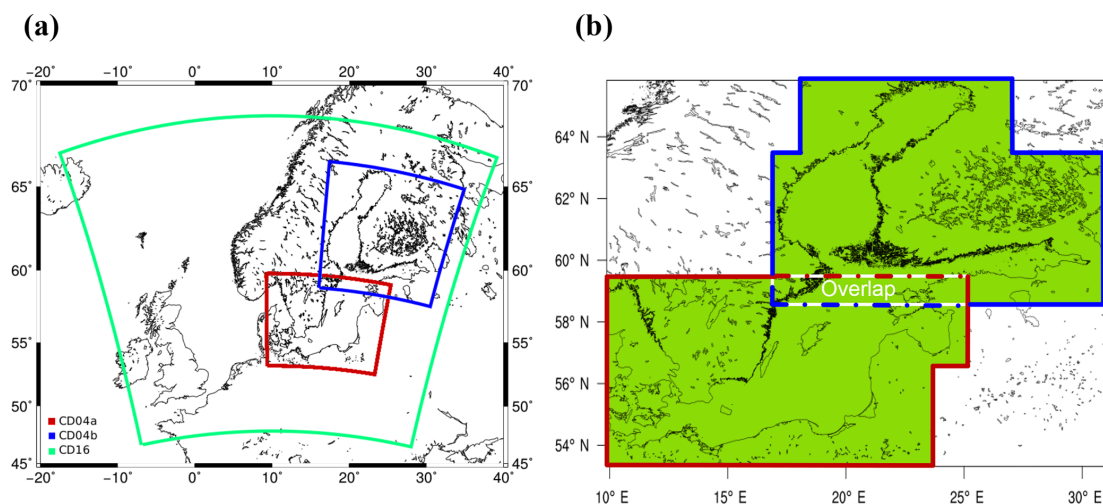 (a)
(b)
−20° −10° 0° 10° 20° 30° 40°
70° 70°
65° 65°
60° 60°
55° 55°
50° 50°
45° 45°
−20° −10° 0° 10° 20° 30° 40°
CD04a
CD04b
CD16
64° N
62° N
60° N
58° N
56° N
54° N
Overlap
10° E 15° E 20° E 25° E 30° E